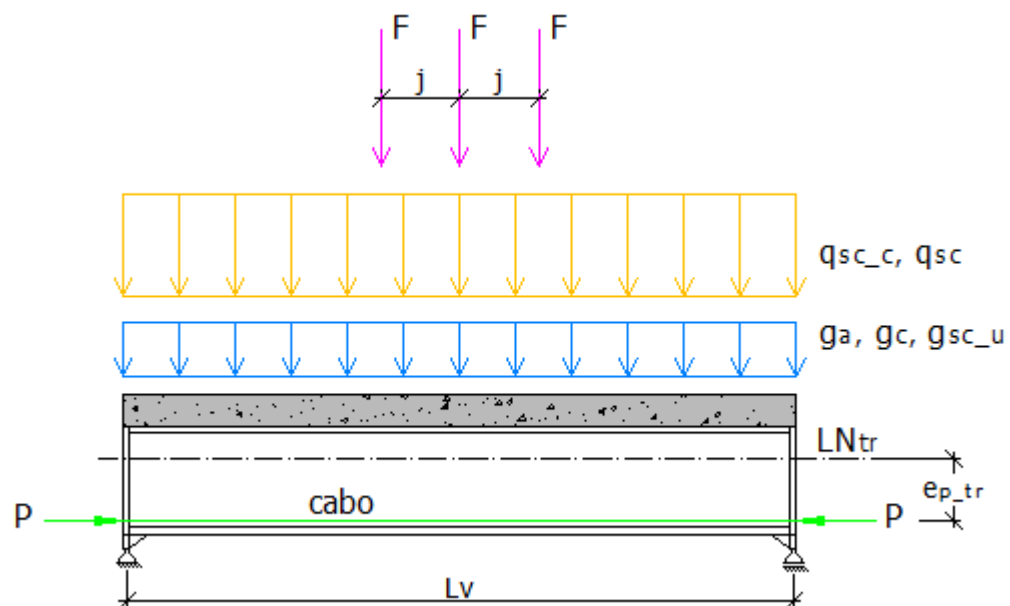 F F F
j j
qsc_c, qsc
ga, gc, gsc_u
LNtr
ep_tr
P cabo P
Lv